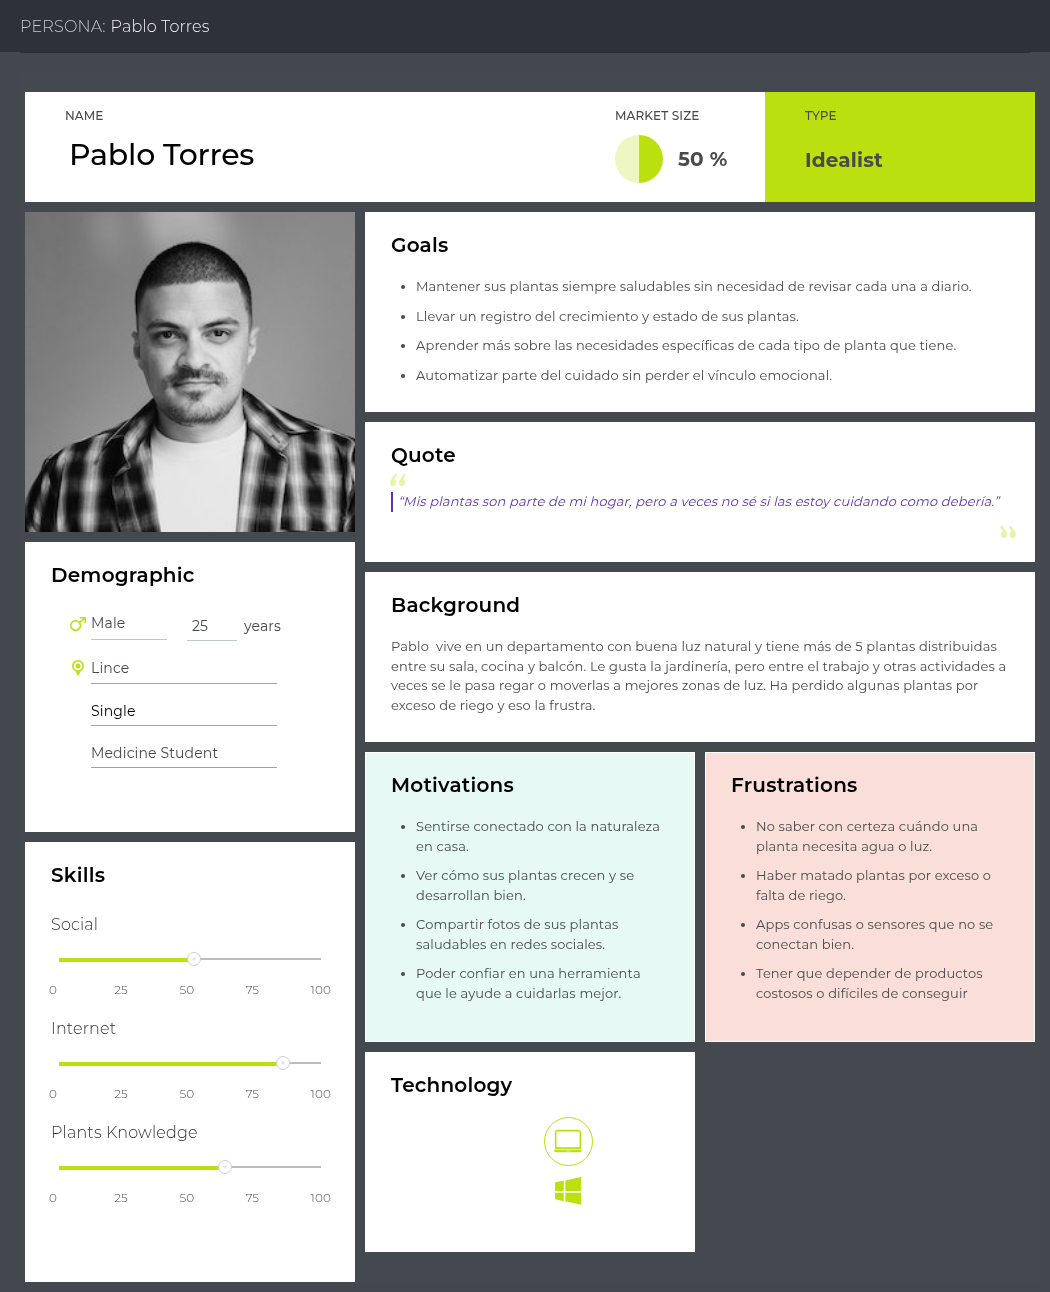 PERSONA: Pablo Torres
NAME
Pablo Torres
MARKET SIZE
50 %
TYPE
Idealist
Goals
• Mantener sus plantas siempre saludables sin necesidad de revisar cada una a diario.
• Llevar un registro del crecimiento y estado de sus plantas.
• Aprender más sobre las necesidades específicas de cada tipo de planta que tiene.
• Automatizar parte del cuidado sin perder el vínculo emocional.
Quote
“
“Mis plantas son parte de mi hogar, pero a veces no sé si las estoy cuidando como debería.”
”
Demographic
Male 25 years
Lince
Single
Medicine Student
Background
Pablo  vive en un departamento con buena luz natural y tiene más de 5 plantas distribuidas
entre su sala, cocina y balcón. Le gusta la jardinería, pero entre el trabajo y otras actividades a
veces se le pasa regar o moverlas a mejores zonas de luz. Ha perdido algunas plantas por
exceso de riego y eso la frustra.
Motivations
• Sentirse conectado con la naturaleza
en casa.
• Ver cómo sus plantas crecen y se
desarrollan bien.
• Compartir fotos de sus plantas
saludables en redes sociales.
• Poder confiar en una herramienta
que le ayude a cuidarlas mejor.
Frustrations
• No saber con certeza cuándo una
planta necesita agua o luz.
• Haber matado plantas por exceso o
falta de riego.
• Apps confusas o sensores que no se
conectan bien.
• Tener que depender de productos
costosos o difíciles de conseguir
Skills
Social
0 25 50 75 100
Internet
0 25 50 75 100
Plants Knowledge
0 25 50 75 100
Technology